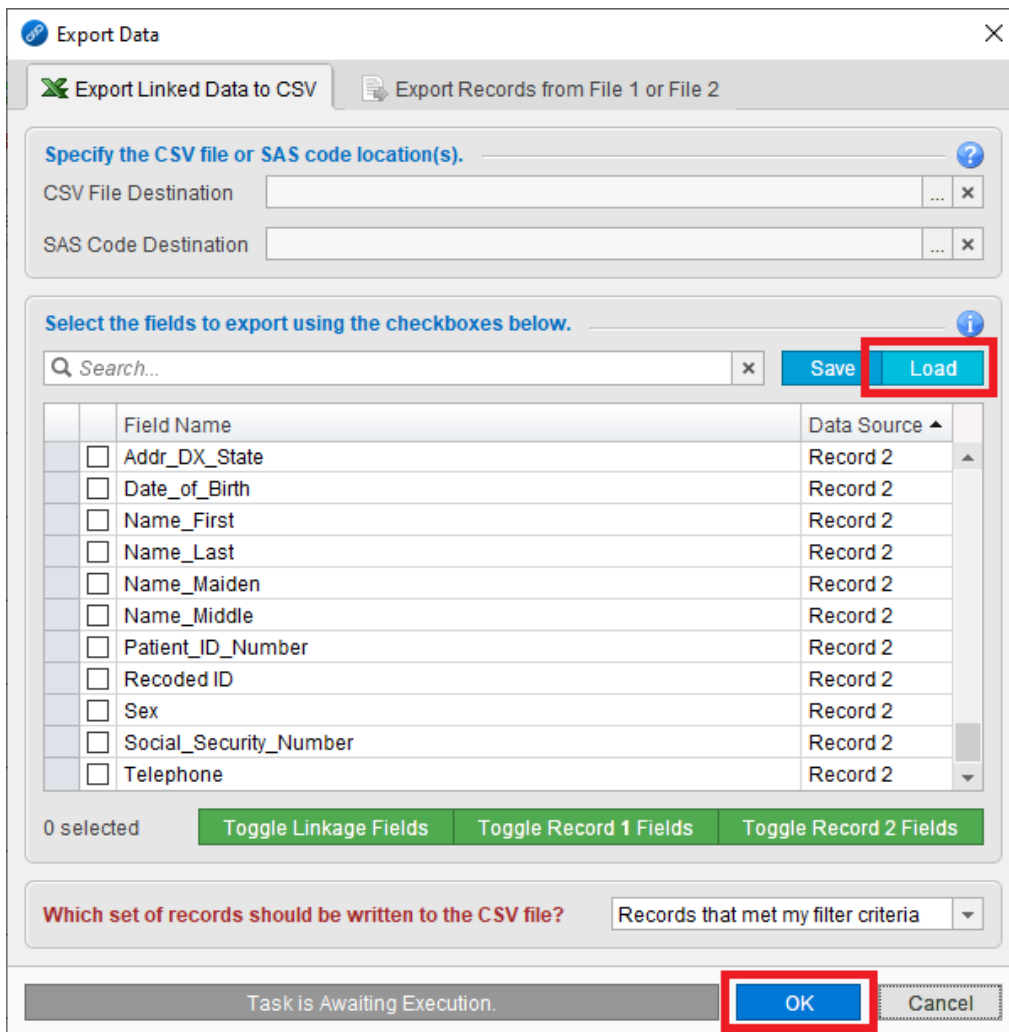 Export Data
Export Linked Data to CSV
Export Records from File 1 or File 2
Specify the CSV file or SAS code location(s).
?
CSV File Destination
...
×
SAS Code Destination
...
×
Select the fields to export using the checkboxes below.
i
Search...
×
Save
Load
Field Name Data Source
Addr_DX_State Record 2
Date_of_Birth Record 2
Name_First Record 2
Name_Last Record 2
Name_Maiden Record 2
Name_Middle Record 2
Patient_ID_Number Record 2
Recoded ID Record 2
Sex Record 2
Social_Security_Number Record 2
Telephone Record 2
0 selected
Toggle Linkage Fields
Toggle Record 1 Fields
Toggle Record 2 Fields
Which set of records should be written to the CSV file?
Records that met my filter criteria
Task is Awaiting Execution.
OK
Cancel